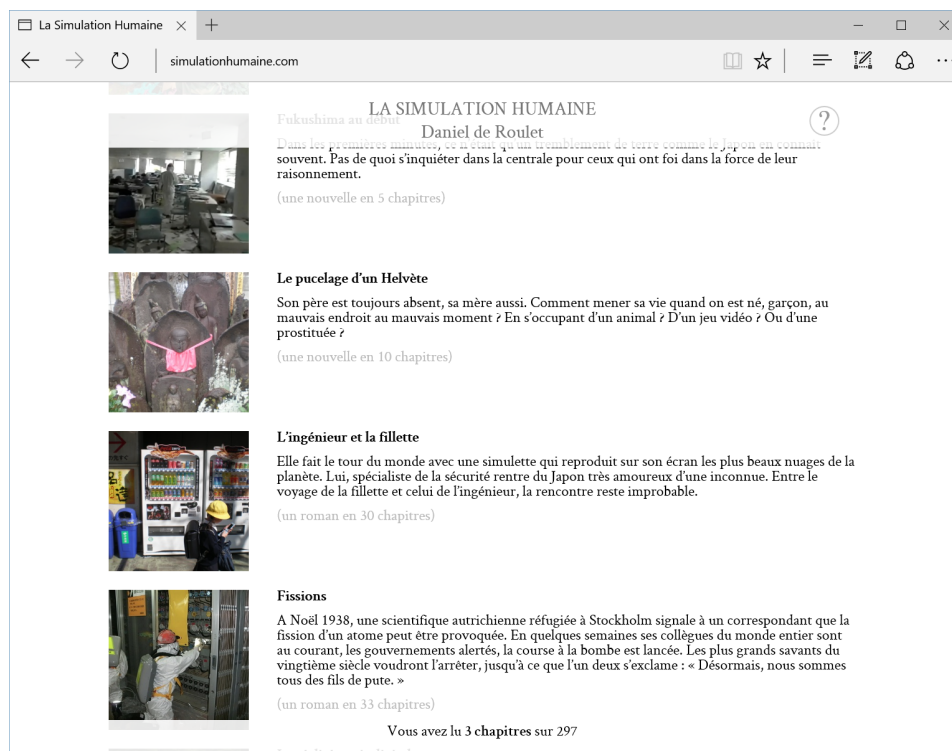 La Simulation Humaine
simulationhumaine.com
LA SIMULATION HUMAINE
Daniel de Roulet
?
Fukushima au début
Dans les premières minutes, ce n'était qu'un tremblement de terre comme le Japon en connaît
souvent. Pas de quoi s'inquiéter dans la centrale pour ceux qui ont foi dans la force de leur
raisonnement.
(une nouvelle en 5 chapitres)
Le pucelage d'un Helvète
Son père est toujours absent, sa mère aussi. Comment mener sa vie quand on est né, garçon, au
mauvais endroit au mauvais moment ? En s'occupant d'un animal ? D'un jeu vidéo ? Ou d'une
prostituée ?
(une nouvelle en 10 chapitres)
L'ingénieur et la fillette
Elle fait le tour du monde avec une simulette qui reproduit sur son écran les plus beaux nuages de la
planète. Lui, spécialiste de la sécurité rentre du Japon très amoureux d'une inconnue. Entre le
voyage de la fillette et celui de l'ingénieur, la rencontre reste improbable.
(un roman en 30 chapitres)
Fissions
A Noël 1938, une scientifique autrichienne réfugiée à Stockholm signale à un correspondant que la
fission d'un atome peut être provoquée. En quelques semaines ses collègues du monde entier sont
au courant, les gouvernements alertés, la course à la bombe est lancée. Les plus grands savants du
vingtième siècle voudront l'arrêter, jusqu'à ce que l'un deux s'exclame : « Désormais, nous sommes
tous des fils de pute. »
(un roman en 33 chapitres)
Vous avez lu 3 chapitres sur 297